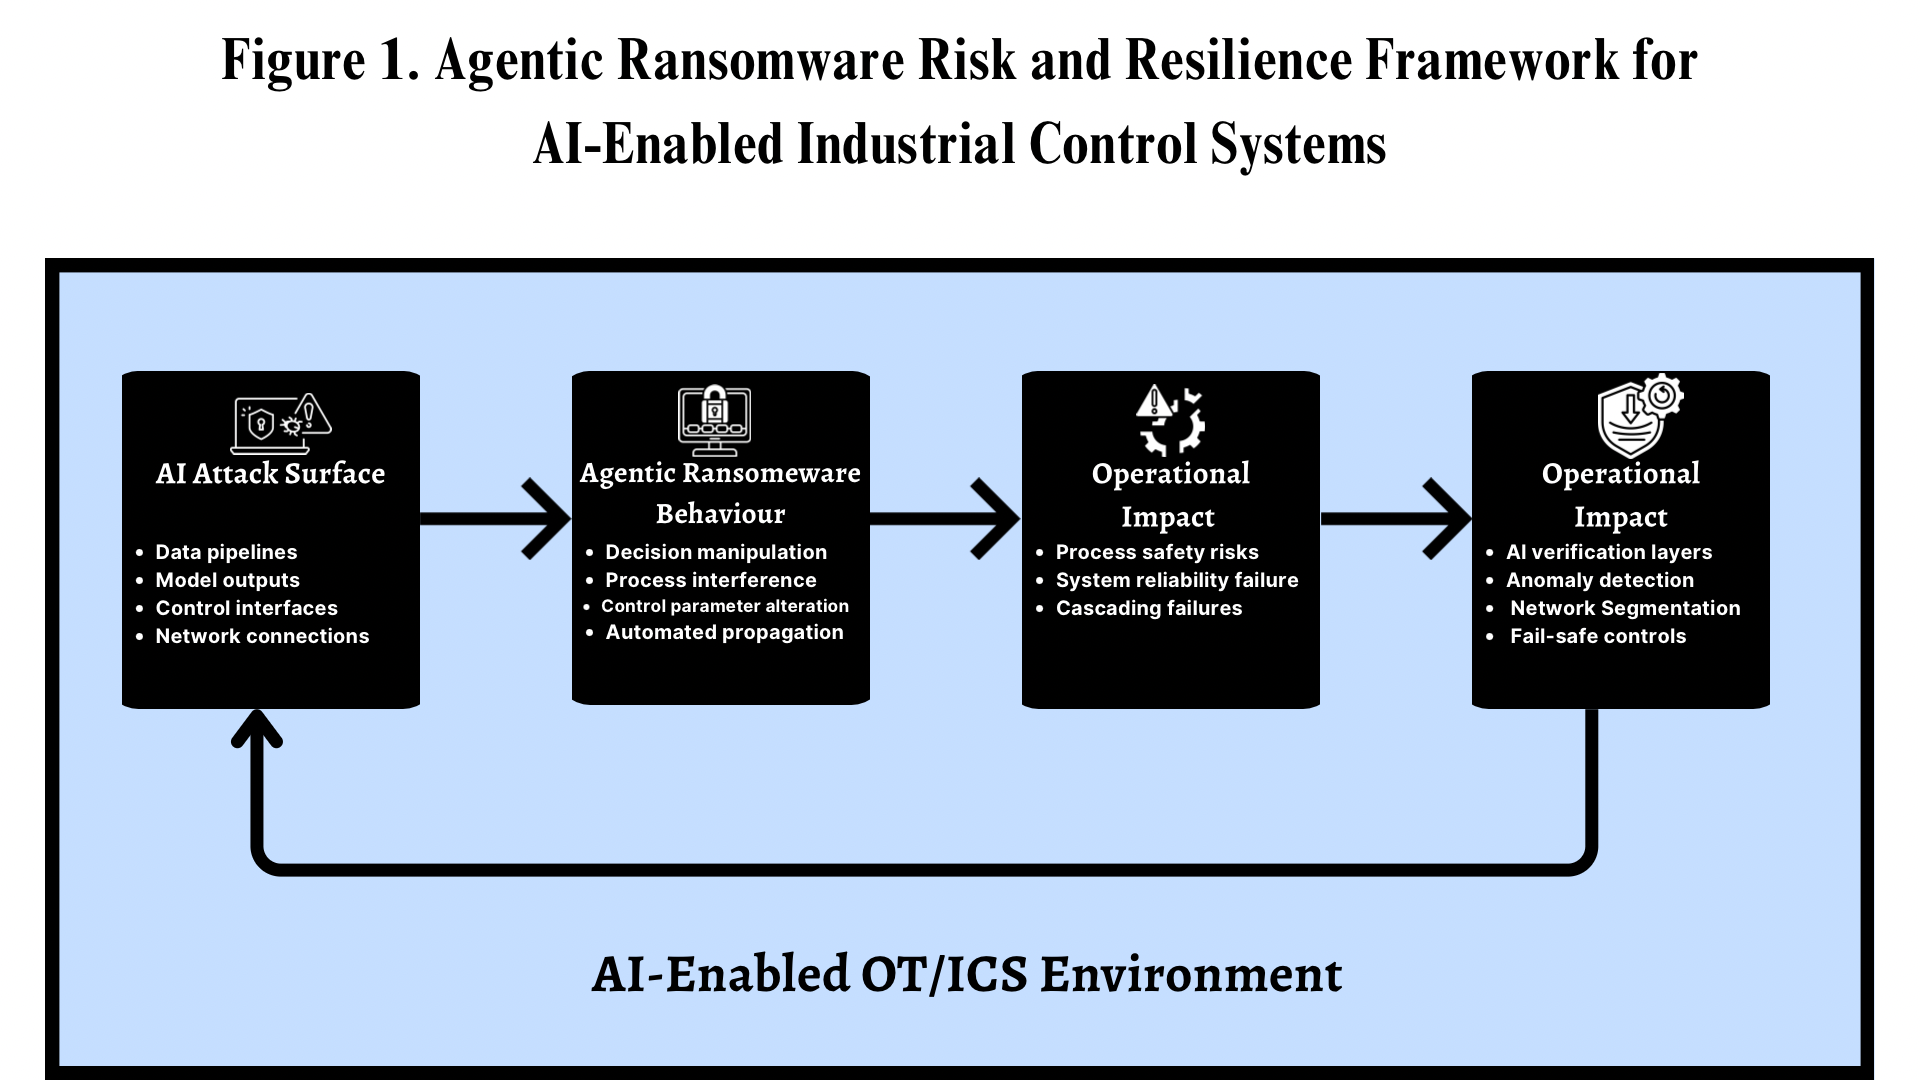 Figure 1. Agentic Ransomware Risk and Resilience Framework for
AI-Enabled Industrial Control Systems
AI Attack Surface
• Data pipelines
• Model outputs
• Control interfaces
• Network connections
Agentic Ransomeware
Behaviour
• Decision manipulation
• Process interference
• Control parameter alteration
• Automated propagation
Operational
Impact
• Process safety risks
• System reliability failure
• Cascading failures
Operational
Impact
• AI verification layers
• Anomaly detection
• Network Segmentation
• Fail-safe controls
AI-Enabled OT/ICS Environment